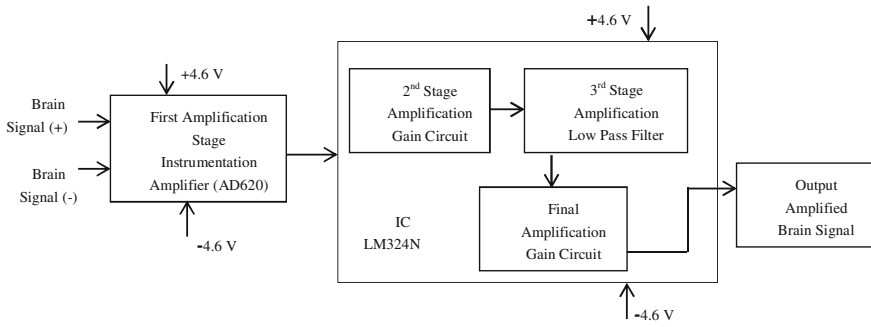 +4.6 V
+4.6 V
Brain
Signal (+)
Brain
Signal (-)
First Amplification
Stage
Instrumentation
Amplifier (AD620)
-4.6 V
2nd Stage
Amplification
Gain Circuit
3rd Stage
Amplification
Low Pass Filter
Final
Amplification
Gain Circuit
IC
LM324N
Output
Amplified
Brain Signal
-4.6 V